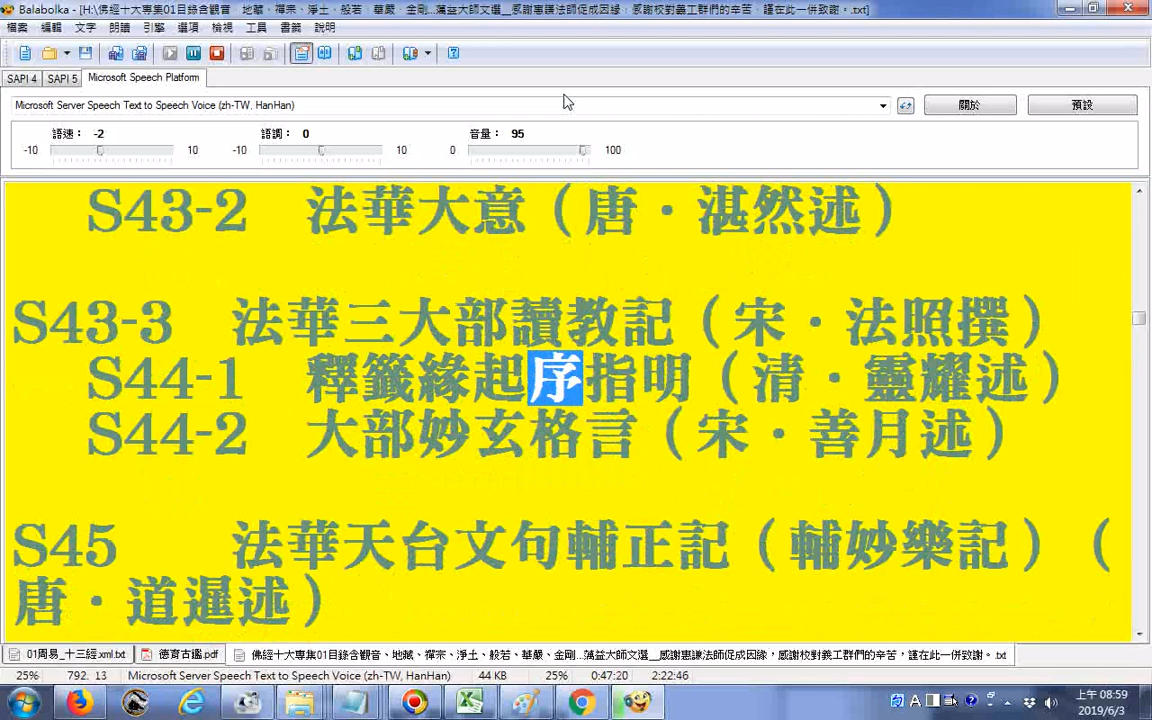 Balabolka - [H:\佛經十大專集01目錄含觀音、地藏、禪宗、淨土、般若、華嚴、金剛...蕅益大師文選__感謝惠謙法師促成因緣，感謝校對義工群們的辛苦，謹在此一併致謝。.txt]
檔案 編輯 文字 朗讀 引擎 選項 檢視 工具 書籤 說明
SAPI 4 SAPI 5 Microsoft Speech Platform
Microsoft Server Speech Text to Speech Voice (zh-TW, HanHan) 關於 預設
語速： -2 語調： 0 音量： 95
-10 10 -10 10 0 100
S43-2 法華大意（唐．湛然述）
S43-3 法華三大部讀教記（宋．法照撰）
S44-1 釋籤緣起序指明（清．靈耀述）
S44-2 大部妙玄格言（宋．善月述）
S45 法華天台文句輔正記（輔妙樂記）（
唐．道暹述）
01周易_十三經.xml.txt 德育古鑑.pdf 佛經十大專集01目錄含觀音、地藏、禪宗、淨土、般若、華嚴、金剛...蕅益大師文選__感謝惠謙法師促成因緣，感謝校對義工群們的辛苦，謹在此一併致謝。.txt
25% 792. 13 Microsoft Server Speech Text to Speech Voice (zh-TW, HanHan) 44 KB 25% 0:47:20 2:22:46
上午 08:59
2019/6/3